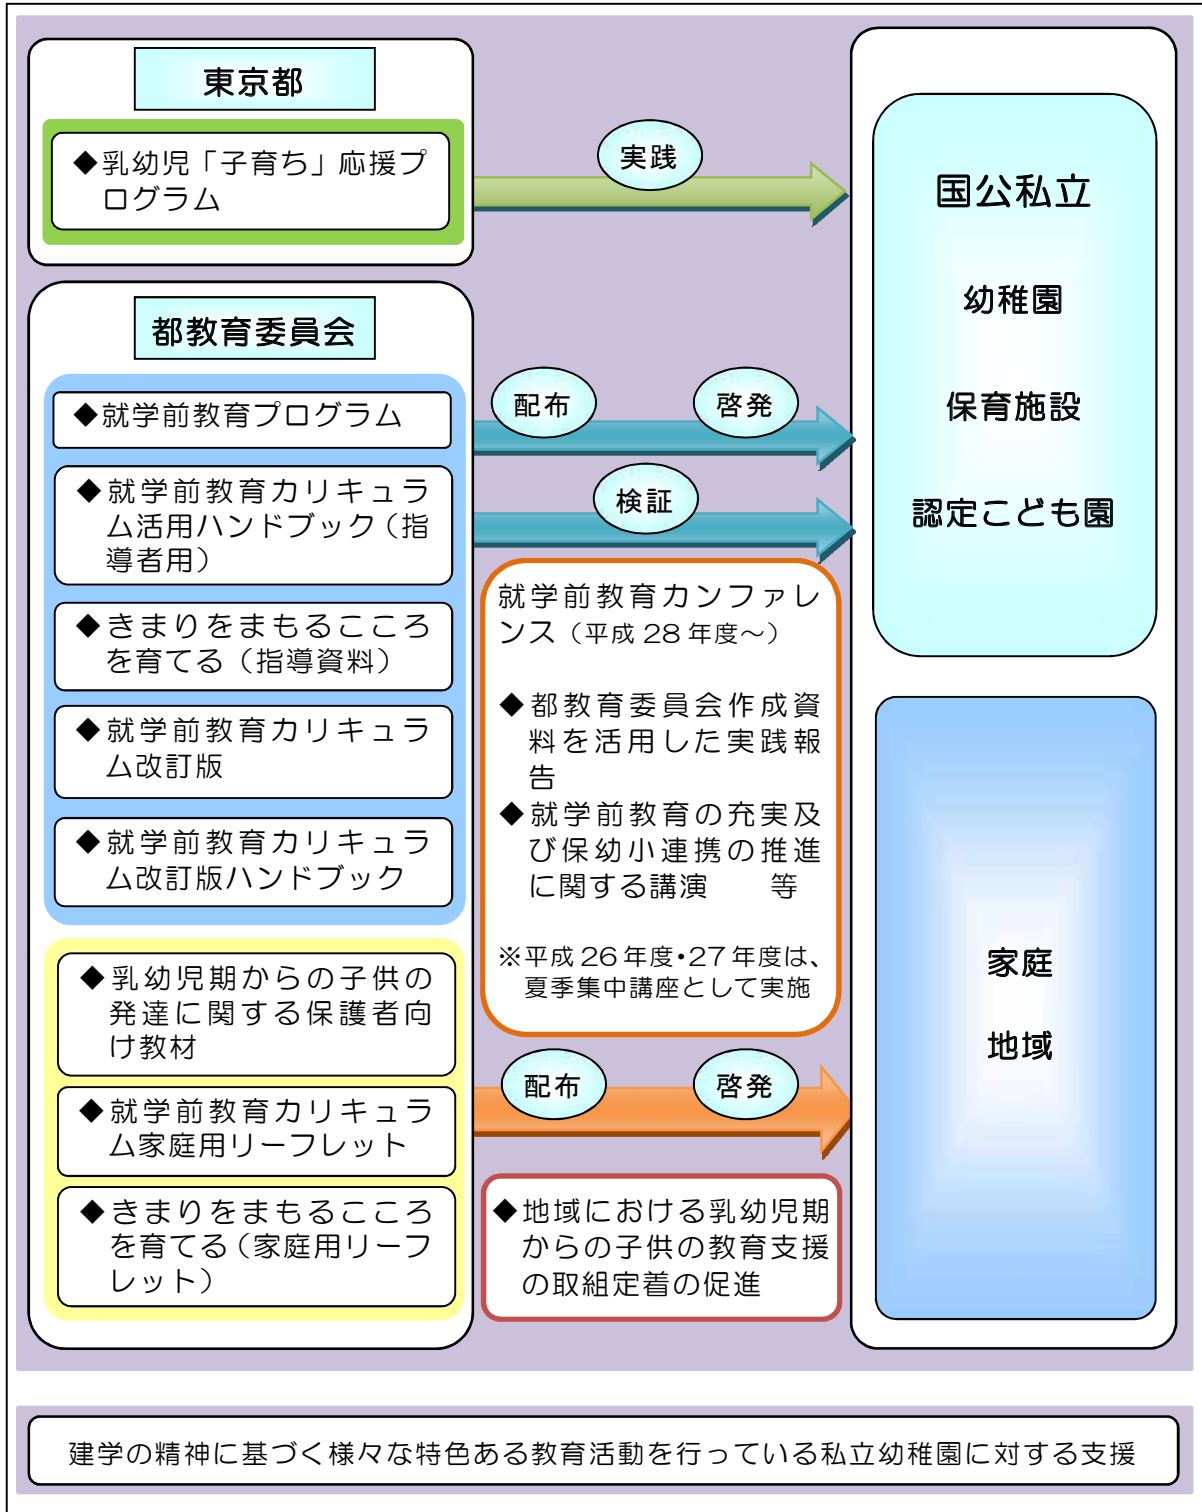 東京都
◆乳幼児「子育ち」応援プ
ログラム
実践
都教育委員会
◆就学前教育プログラム
◆就学前教育カリキュラ
ム活用ハンドブック（指
導者用）
◆きまりをまもるこころ
を育てる（指導資料）
◆就学前教育カリキュラ
ム改訂版
◆就学前教育カリキュラ
ム改訂版ハンドブック
◆乳幼児期からの子供の
発達に関する保護者向
け教材
◆就学前教育カリキュラ
ム家庭用リーフレット
◆きまりをまもるこころ
を育てる（家庭用リーフ
レット）
配布
啓発
検証
就学前教育カンファレ
ンス（平成28年度～）
◆都教育委員会作成資
料を活用した実践報
告
◆就学前教育の充実及
び保幼小連携の推進
に関する講演　等
※平成26年度・27年度は、
夏季集中講座として実施
配布
啓発
◆地域における乳幼児期
からの子供の教育支援
の取組定着の促進
国公私立
幼稚園
保育施設
認定こども園
家庭
地域
建学の精神に基づく様々な特色ある教育活動を行っている私立幼稚園に対する支援